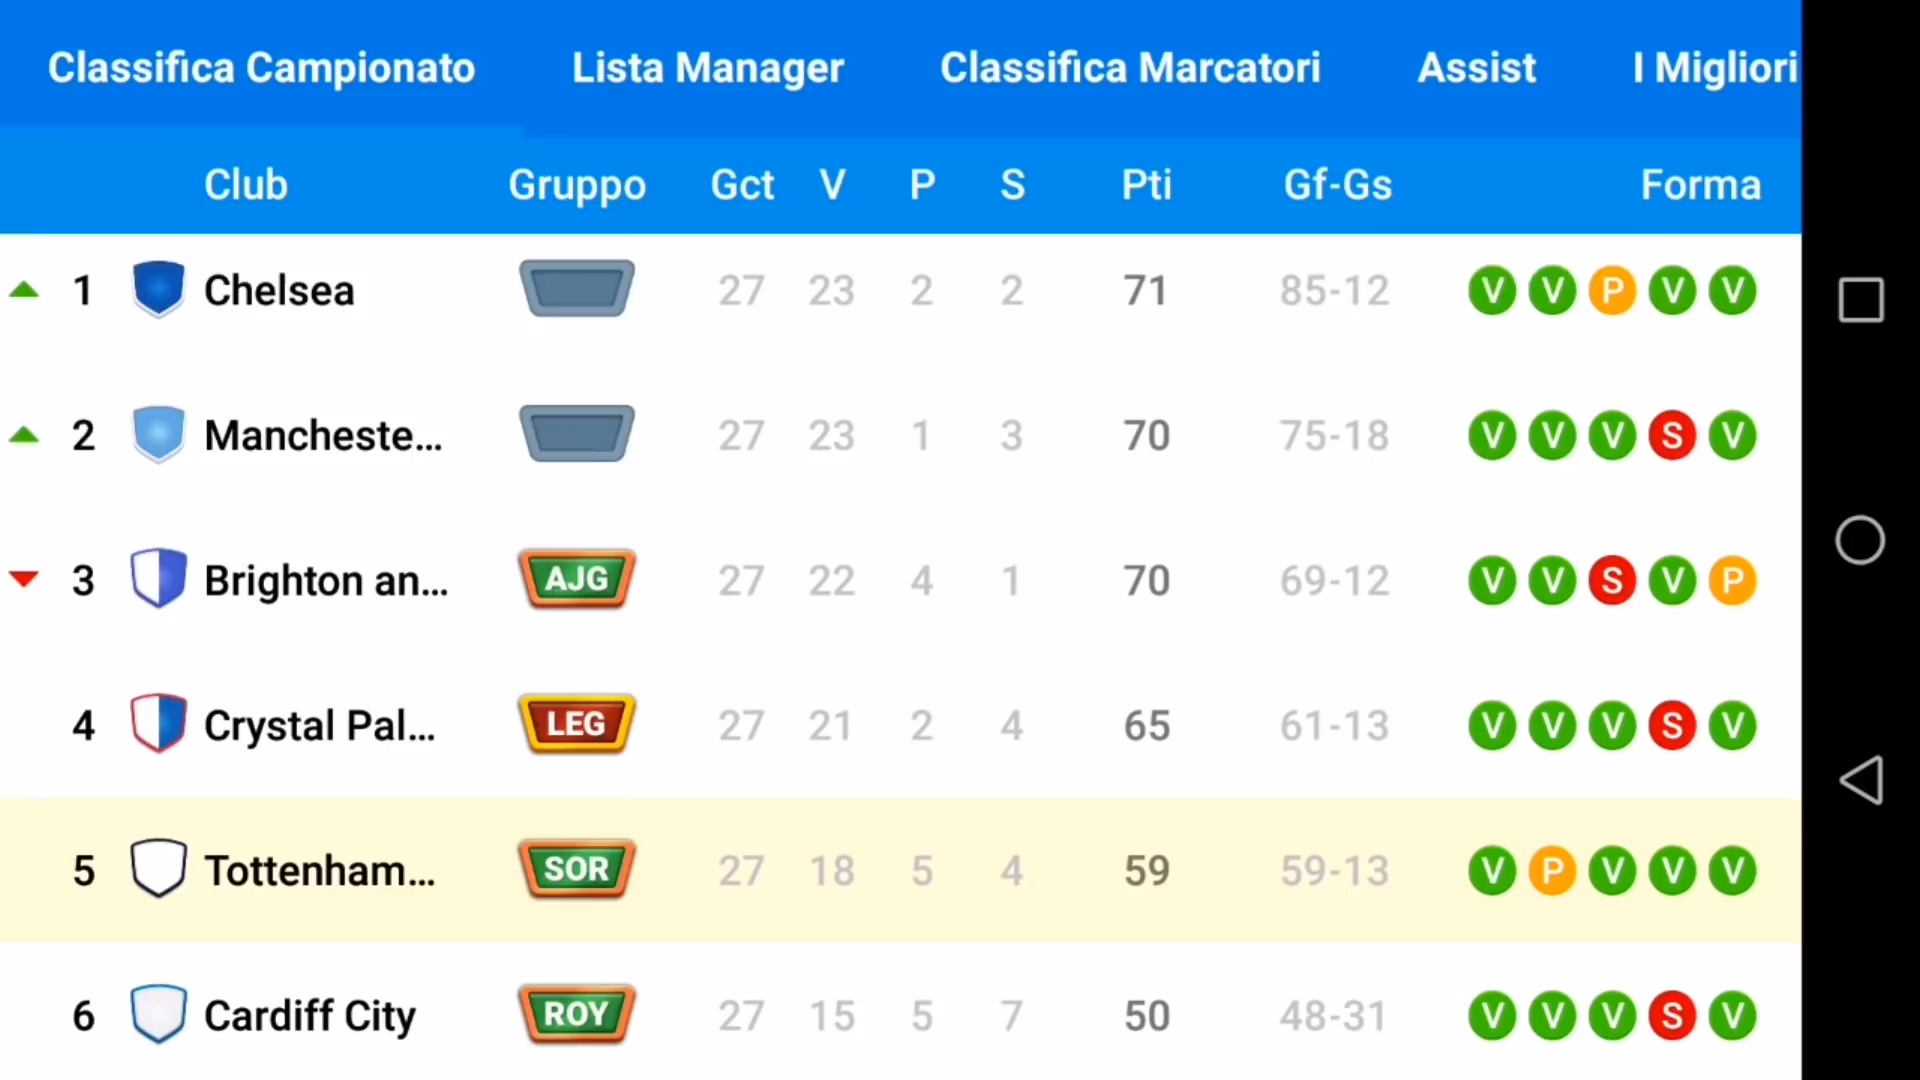 Classifica Campionato Lista Manager Classifica Marcatori Assist I Migliori
Club Gruppo Gct V P S Pti Gf-Gs Forma
1 Chelsea 27 23 2 2 71 85-12 V V P V V
2 Mancheste... 27 23 1 3 70 75-18 V V V S V
3 Brighton an... AJG 27 22 4 1 70 69-12 V V S V P
4 Crystal Pal... LEG 27 21 2 4 65 61-13 V V V S V
5 Tottenham... SOR 27 18 5 4 59 59-13 V P V V V
6 Cardiff City ROY 27 15 5 7 50 48-31 V V V S V